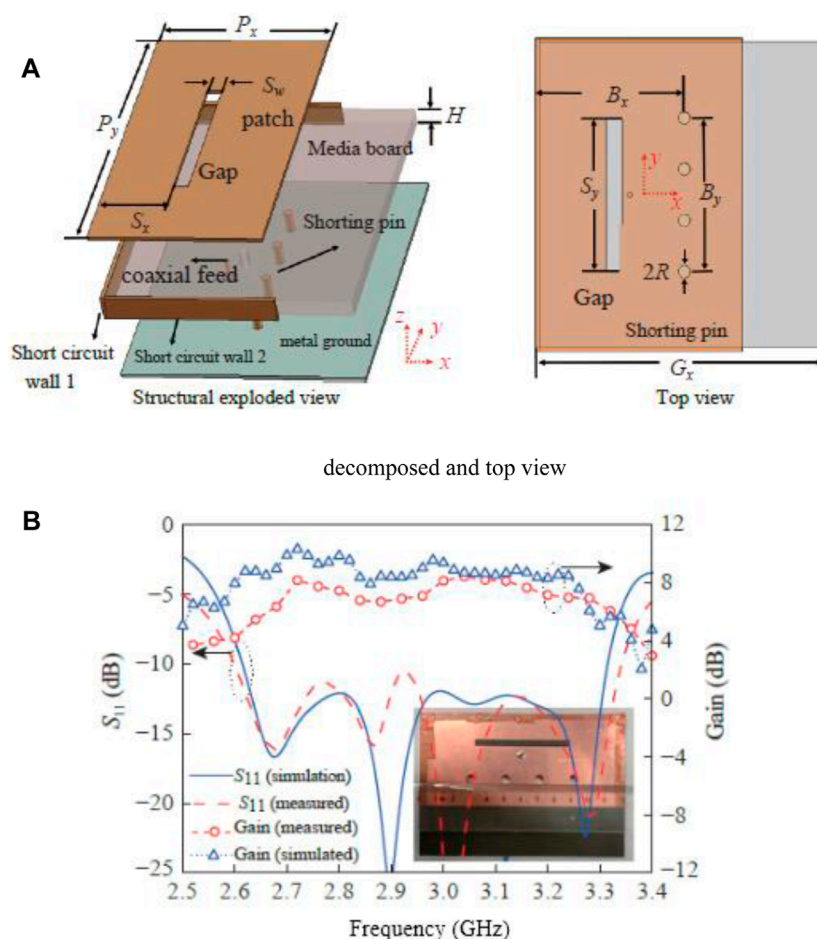 A
Pₓ
S_w
P_y
patch
H
Media board
Gap
Sₓ
Shorting pin
coaxial feed
z
y
x
metal ground
Short circuit
wall 1
Short circuit wall 2
Structural exploded view
Bₓ
S_y
y
x
B_y
2R
Gap
Shorting pin
Gₓ
Top view
decomposed and top view
B
0
-5
-10
-15
-20
-25
S₁₁ (dB)
12
8
4
0
-4
-8
-12
Gain (dB)
S₁₁ (simulation)
S₁₁ (measured)
Gain (measured)
Gain (simulated)
2.5 2.6 2.7 2.8 2.9 3.0 3.1 3.2 3.3 3.4
Frequency (GHz)